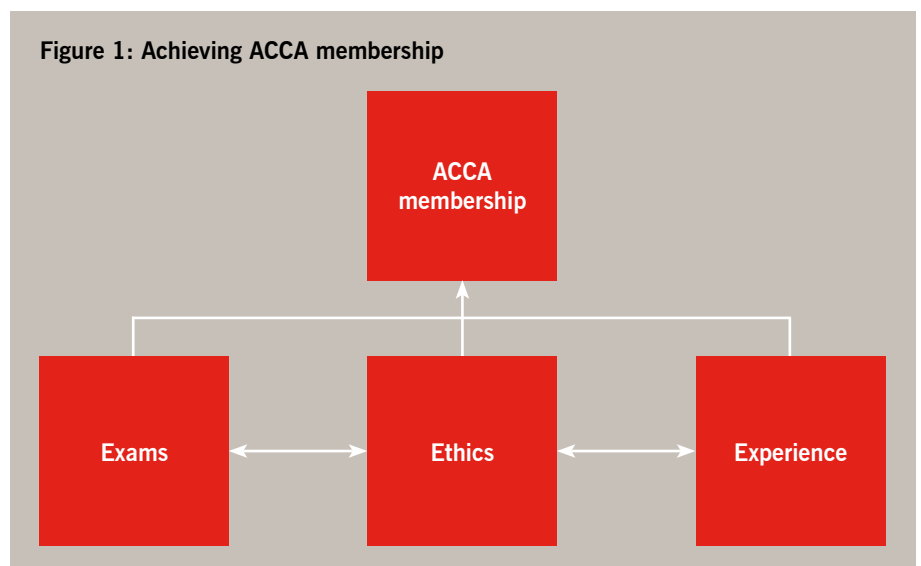 Figure 1: Achieving ACCA membership
ACCA
membership
Exams
Ethics
Experience